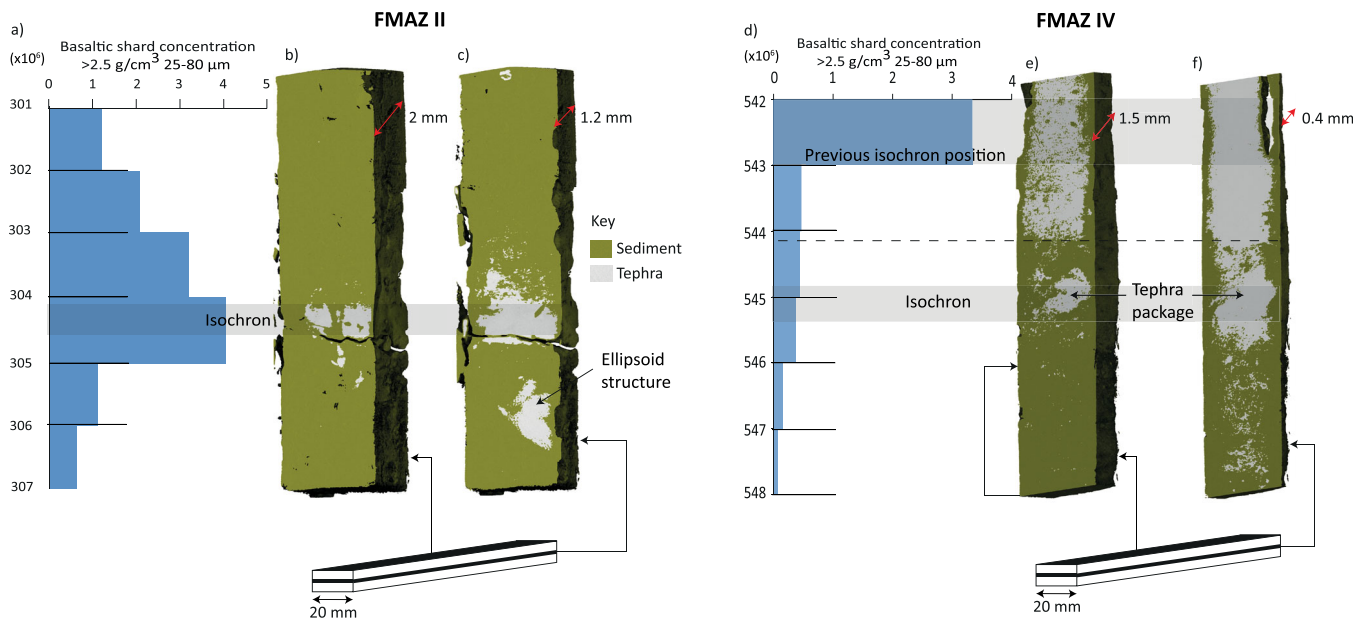 FMAZ II
a)
Basaltic shard concentration
>2.5 g/cm³ 25-80 µm
(x10⁶)
0 1 2 3 4 5
301
302
303
304
305
306
307
b)
c)
2 mm
1.2 mm
Key
Sediment
Tephra
Isochron
Ellipsoid
structure
20 mm
FMAZ IV
d)
Basaltic shard concentration
>2.5 g/cm³ 25-80 µm
(x10⁶)
0 1 2 3 4
542
543
544
545
546
547
548
e)
f)
1.5 mm
0.4 mm
Previous isochron position
Isochron
Tephra
package
20 mm